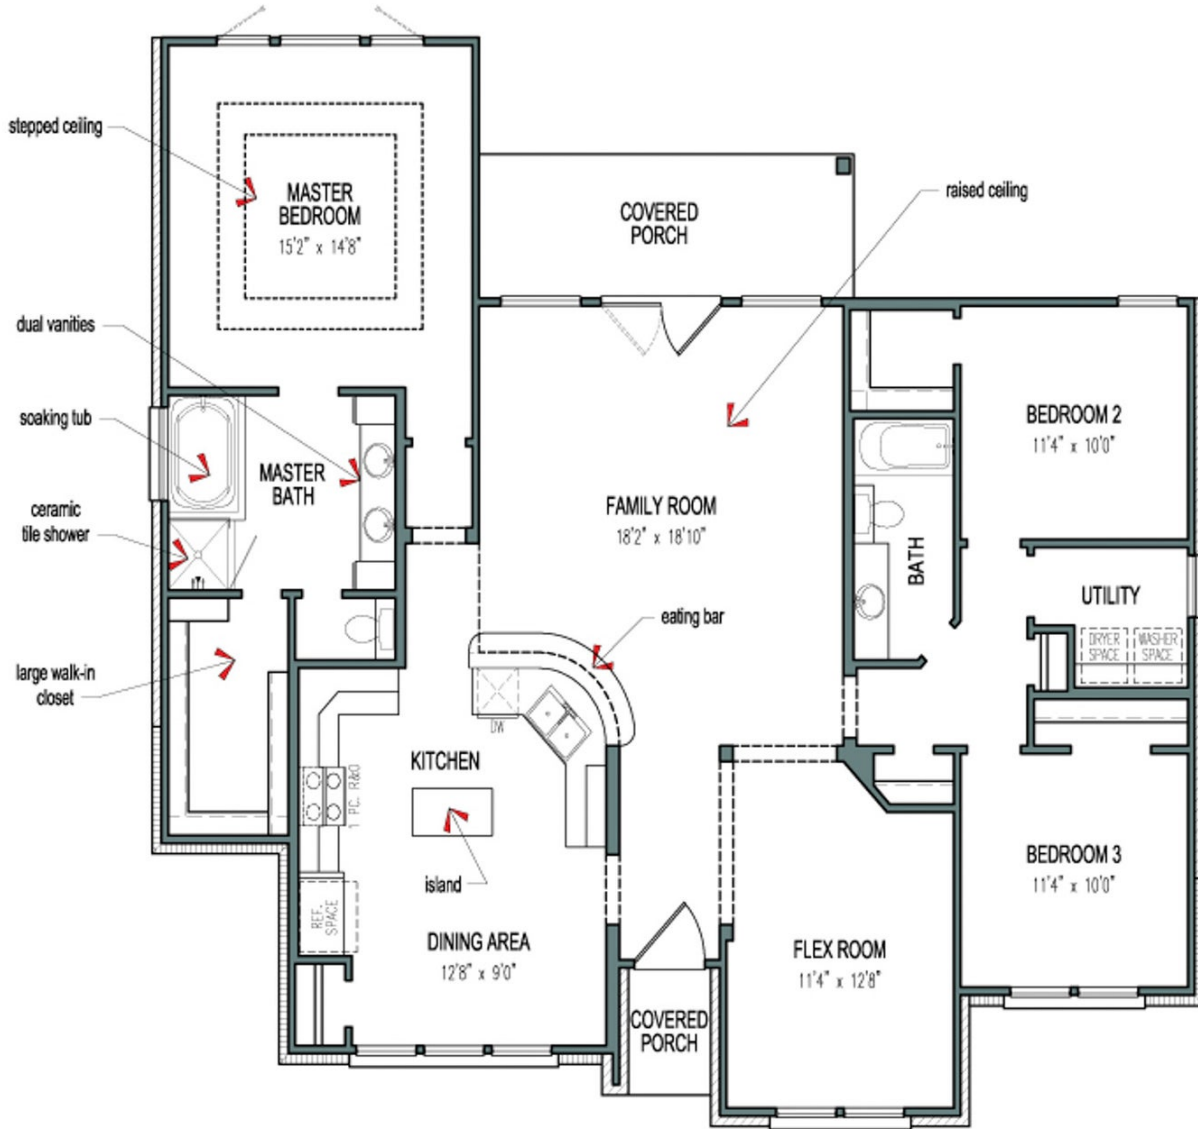 stepped ceiling
MASTER
BEDROOM
15'2" x 14'8"
COVERED
PORCH
raised ceiling
dual vanities
soaking tub
MASTER
BATH
ceramic
tile shower
FAMILY ROOM
18'2" x 18'10"
BEDROOM 2
11'4" x 10'0"
BATH
UTILITY
DRYER
SPACE
WASHER
SPACE
eating bar
large walk-in
closet
DW
KITCHEN
1 PC. R&O
island
REF.
SPACE
DINING AREA
12'8" x 9'0"
BEDROOM 3
11'4" x 10'0"
FLEX ROOM
11'4" x 12'8"
COVERED
PORCH